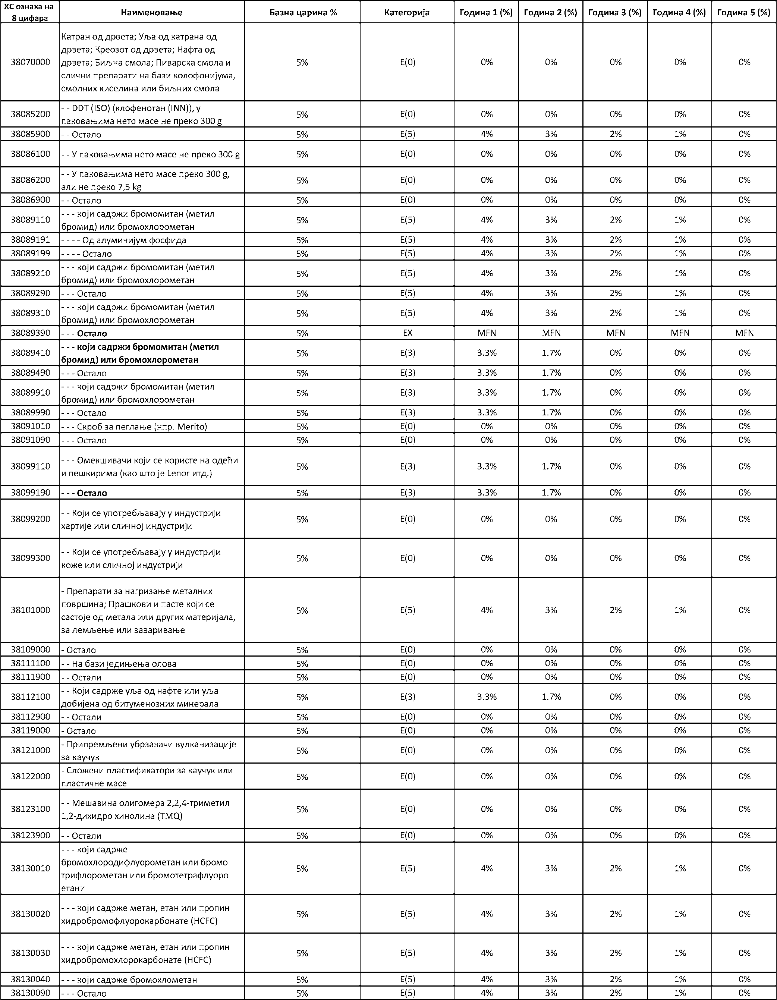 ХС ознака на 8 цифара Наименовање Базна царина % Категорија Година 1 (%) Година 2 (%) Година 3 (%) Година 4 (%) Година 5 (%)
Катран од дрвета; Уља од катрана од
дрвета; Креозот од дрвета; Нафта од
38070000 дрвета; Биљна смола; Пиварска смола и 5% E(0) 0% 0% 0% 0% 0%
слични препарати на бази колофонијума,
смолних киселина или биљних смола
38085200 - - DDT (ISO) (клофенотан (INN)), у 5% E(0) 0% 0% 0% 0% 0%
паковањима нето масе не преко 300 g
38085900 - - Остало 5% E(5) 4% 3% 2% 1% 0%
38086100 - - У паковањима нето масе не преко 300 g 5% E(0) 0% 0% 0% 0% 0%
38086200 - - У паковањима нето масе преко 300 g, 5% E(0) 0% 0% 0% 0% 0%
али не преко 7,5 kg
38086900 - - Остало 5% E(0) 0% 0% 0% 0% 0%
38089110 - - - који садржи бромомитан (метил 5% E(5) 4% 3% 2% 1% 0%
бромид) или бромохлорометан
38089191 - - - - Од алуминијум фосфида 5% E(5) 4% 3% 2% 1% 0%
38089199 - - - - Остало 5% E(5) 4% 3% 2% 1% 0%
38089210 - - - који садржи бромомитан (метил 5% E(5) 4% 3% 2% 1% 0%
бромид) или бромохлорометан
38089290 - - - Остало 5% E(5) 4% 3% 2% 1% 0%
38089310 - - - који садржи бромомитан (метил 5% E(5) 4% 3% 2% 1% 0%
бромид) или бромохлорометан
38089390 - - - Остало 5% EX MFN MFN MFN MFN MFN
38089410 - - - који садржи бромомитан (метил 5% E(3) 3.3% 1.7% 0% 0% 0%
бромид) или бромохлорометан
38089490 - - - Остало 5% E(3) 3.3% 1.7% 0% 0% 0%
38089910 - - - који садржи бромомитан (метил 5% E(3) 3.3% 1.7% 0% 0% 0%
бромид) или бромохлорометан
38089990 - - - Остало 5% E(3) 3.3% 1.7% 0% 0% 0%
38091010 - - - Скроб за пеглање (нпр. Merito) 5% E(0) 0% 0% 0% 0% 0%
38091090 - - - Остало 5% E(0) 0% 0% 0% 0% 0%
38099110 - - - Омекшивачи који се користе на одећи 5% E(3) 3.3% 1.7% 0% 0% 0%
и пешкирима (као што је Lenor итд.)
38099190 - - - Остало 5% E(3) 3.3% 1.7% 0% 0% 0%
38099200 - - Који се употребљавају у индустрији 5% E(0) 0% 0% 0% 0% 0%
хартије или сличној индустрији
38099300 - - Који се употребљавају у индустрији 5% E(0) 0% 0% 0% 0% 0%
коже или сличној индустрији
- Препарати за нагризање металних
38101000 површина; Прашкови и пасте који се 5% E(5) 4% 3% 2% 1% 0%
састоје од метала или других материјала,
за лемљење или заваривање
38109000 - Остало 5% E(0) 0% 0% 0% 0% 0%
38111100 - - На бази једињења олова 5% E(0) 0% 0% 0% 0% 0%
38111900 - - Остали 5% E(0) 0% 0% 0% 0% 0%
38112100 - - Који садрже уља од нафте или уља 5% E(3) 3.3% 1.7% 0% 0% 0%
добијена од битуменозних минерала
38112900 - - Остали 5% E(0) 0% 0% 0% 0% 0%
38119000 - Остало 5% E(0) 0% 0% 0% 0% 0%
38121000 - Припремљени убрзавачи вулканизације 5% E(0) 0% 0% 0% 0% 0%
за каучук
38122000 - Сложени пластификатори за каучук или 5% E(0) 0% 0% 0% 0% 0%
пластичне масе
38123100 - - Мешавина олигомера 2,2,4-триметил 5% E(0) 0% 0% 0% 0% 0%
1,2-дихидро хинолина (TMQ)
38123900 - - Остали 5% E(0) 0% 0% 0% 0% 0%
- - - који садрже
38130010 бромохлородифлуорометан или бромо 5% E(5) 4% 3% 2% 1% 0%
трифлорометан или бромотетрафлуоро
етани
38130020 - - - који садрже метан, етан или пропин 5% E(5) 4% 3% 2% 1% 0%
хидробромофлуорокарбонате (HCFC)
38130030 - - - који садрже метан, етан или пропин 5% E(5) 4% 3% 2% 1% 0%
хидробромохлорокарбонате (HCFC)
38130040 - - - који садрже бромохлометан 5% E(5) 4% 3% 2% 1% 0%
38130090 - - - Остало 5% E(5) 4% 3% 2% 1% 0%